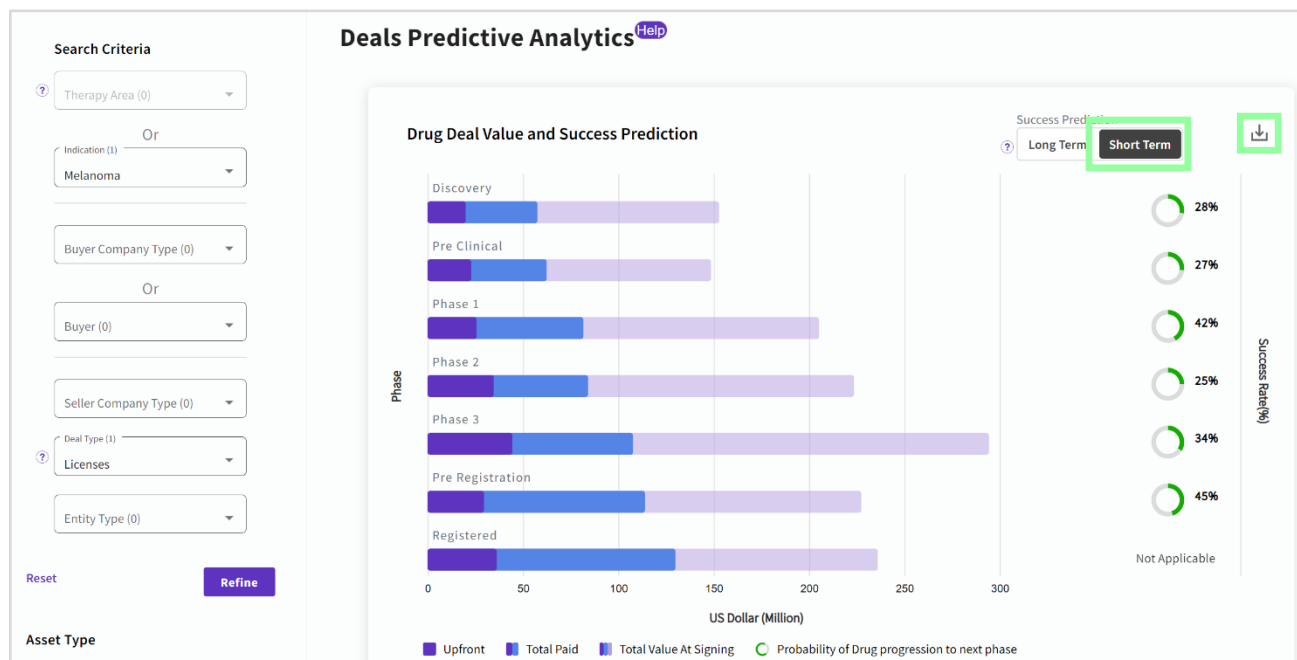 Search Criteria
?
Therapy Area (0)
Or
Indication (1)
Melanoma
Buyer Company Type (0)
Or
Buyer (0)
Seller Company Type (0)
?
Deal Type (1)
Licenses
Entity Type (0)
Reset
Refine
Asset Type
Deals Predictive Analytics Help
Drug Deal Value and Success Prediction
Success Prediction
?
Long Term
Short Term
Discovery
28%
Pre Clinical
27%
Phase 1
42%
Phase 2
25%
Phase 3
34%
Pre Registration
45%
Registered
Not Applicable
Phase
Success Rate(%)
0 50 100 150 200 250 300
US Dollar (Million)
Upfront Total Paid Total Value At Signing Probability of Drug progression to next phase